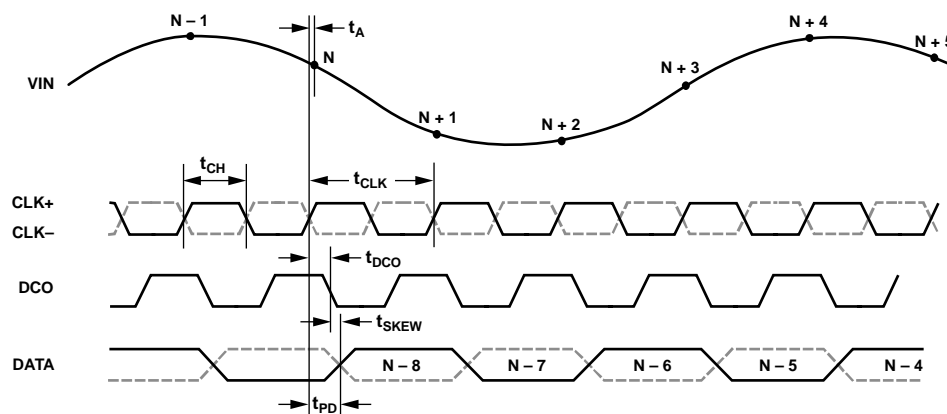 N – 1
t_A
N
N + 4
N + 5
VIN
N + 3
N + 1
N + 2
t_CH
t_CLK
CLK+
CLK–
t_DCO
DCO
t_SKEW
DATA
N – 8
N – 7
N – 6
N – 5
N – 4
t_PD